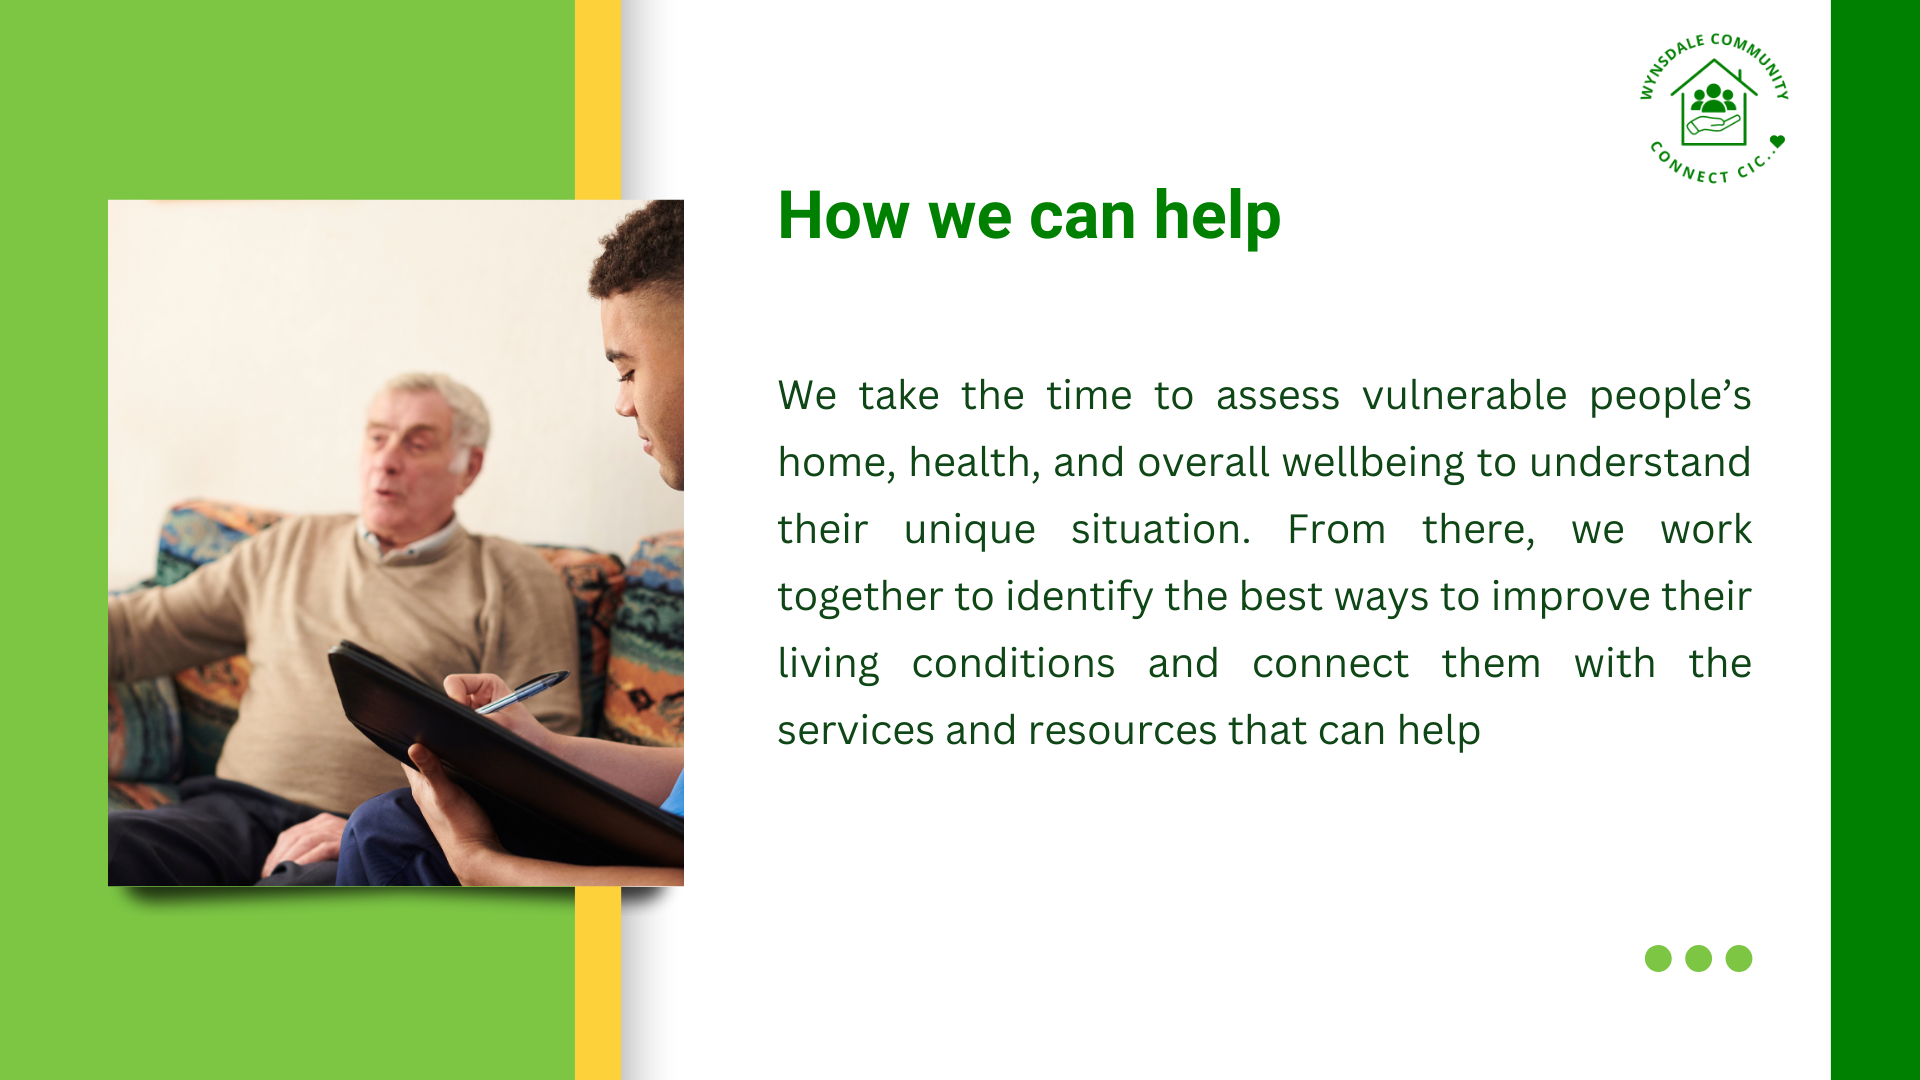 WYNSDALE COMMUNITY
CONNECT CIC..
How we can help
We take the time to assess vulnerable people’s
home, health, and overall wellbeing to understand
their unique situation. From there, we work
together to identify the best ways to improve their
living conditions and connect them with the
services and resources that can help